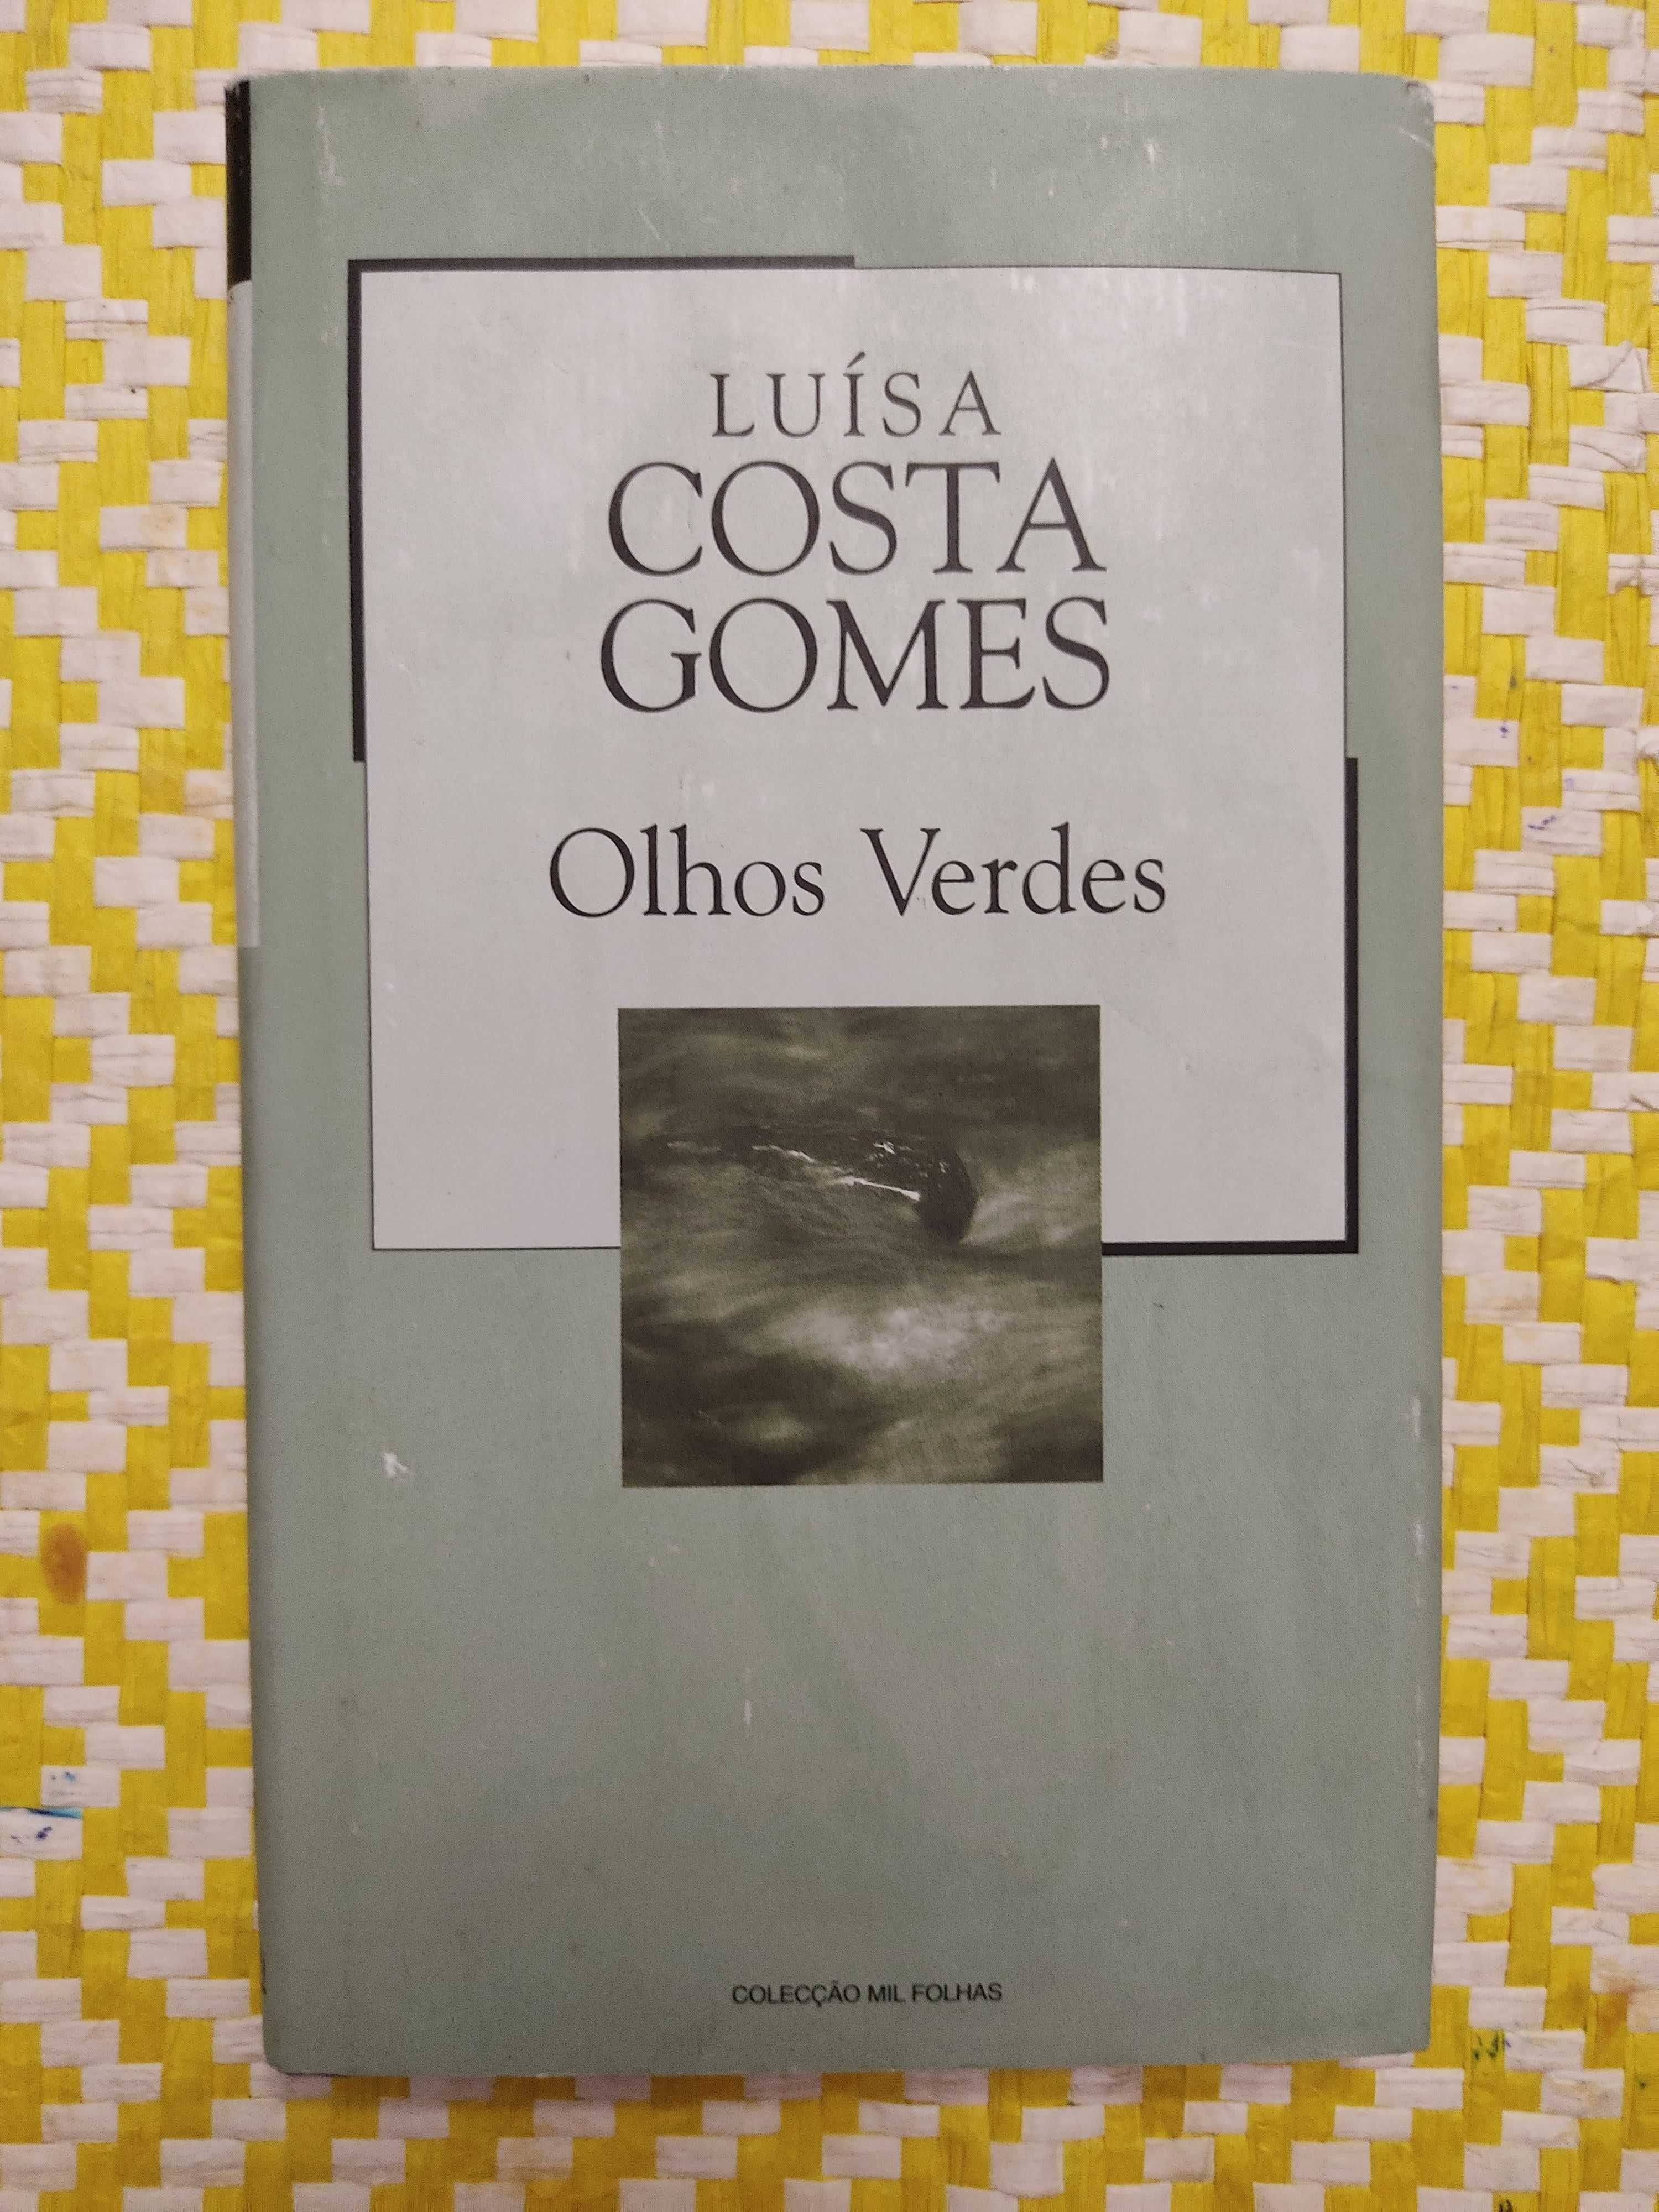 LUÍSA
COSTA
GOMES
Olhos Verdes
COLECÇÃO MIL FOLHAS